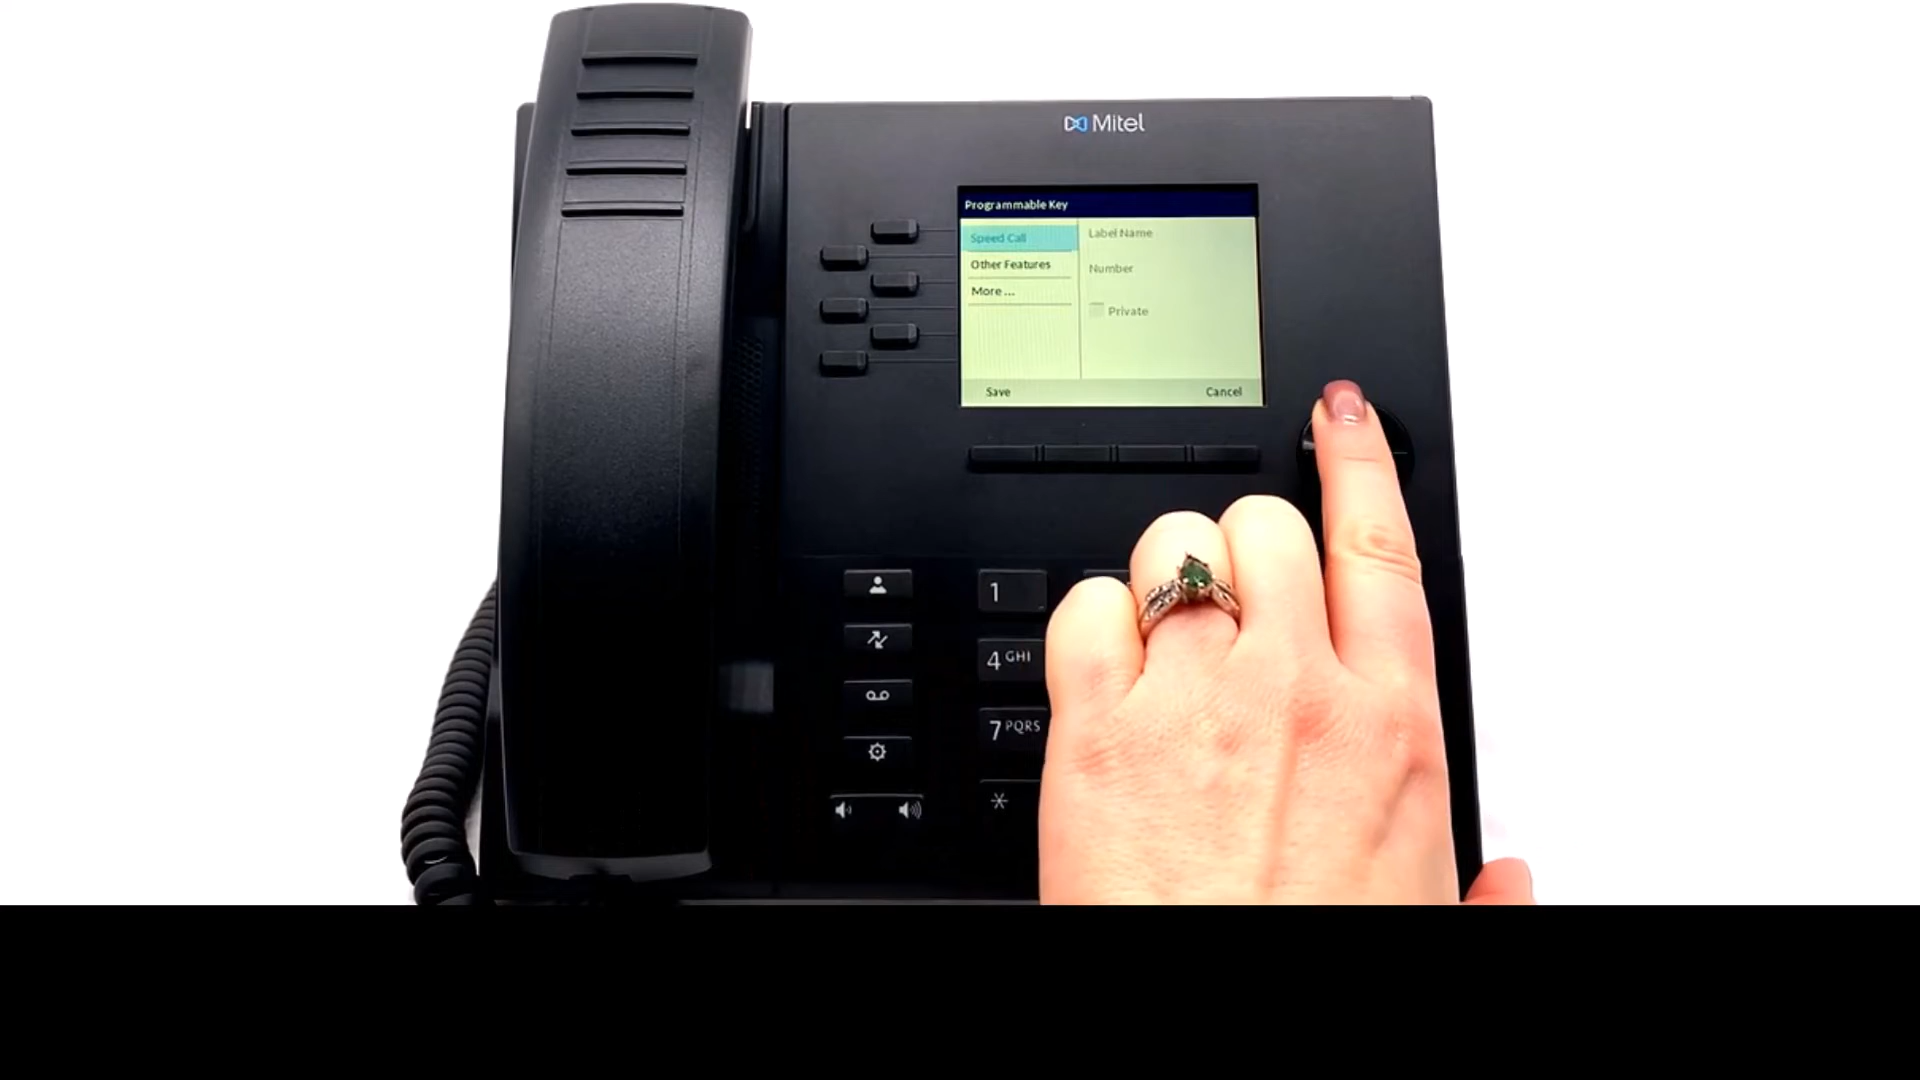 Mitel
Programmable Key
Speed Call
Label Name
Other Features
Number
More ...
Private
Save
Cancel
1
4 GHI
7 PQRS
*